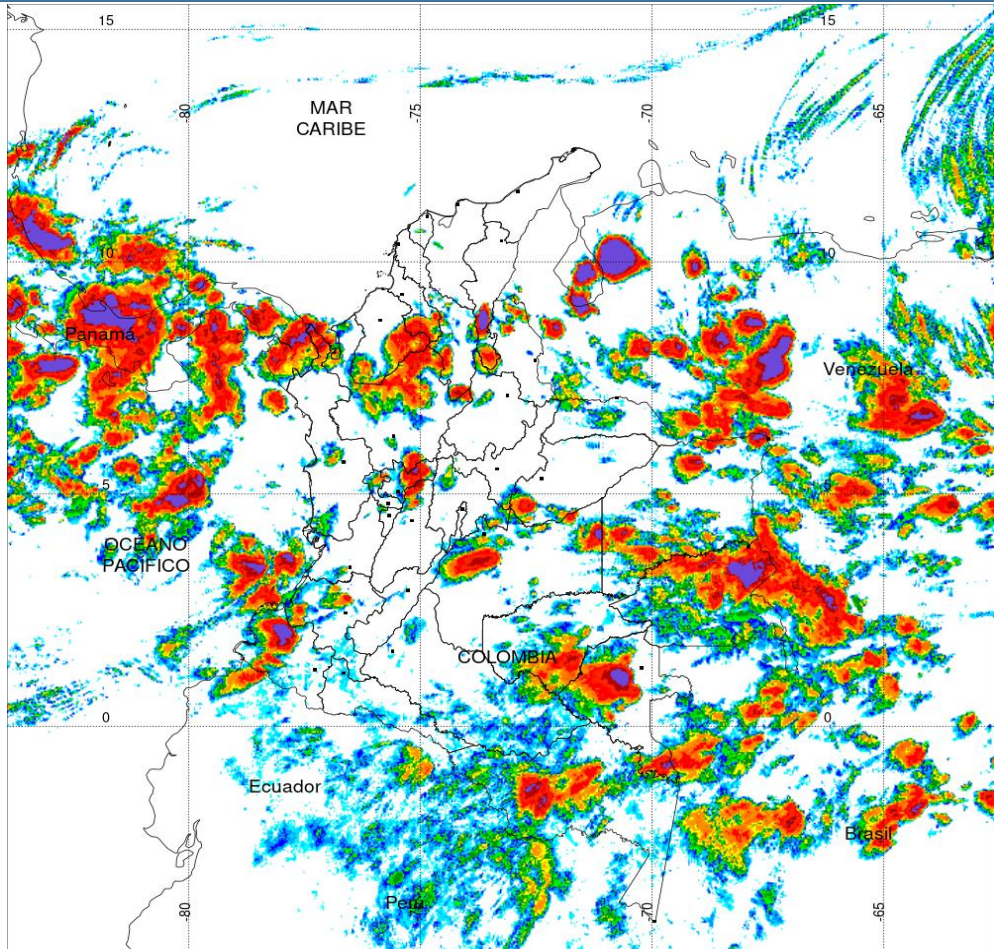 15
15
-80
-75
-70
-65
MAR
CARIBE
10
-10
Panamá
Venezuela
5
OCEANO
PACIFICO
COLOMBIA
0
0
Ecuador
Brasil
Perú
-80
-70
-65